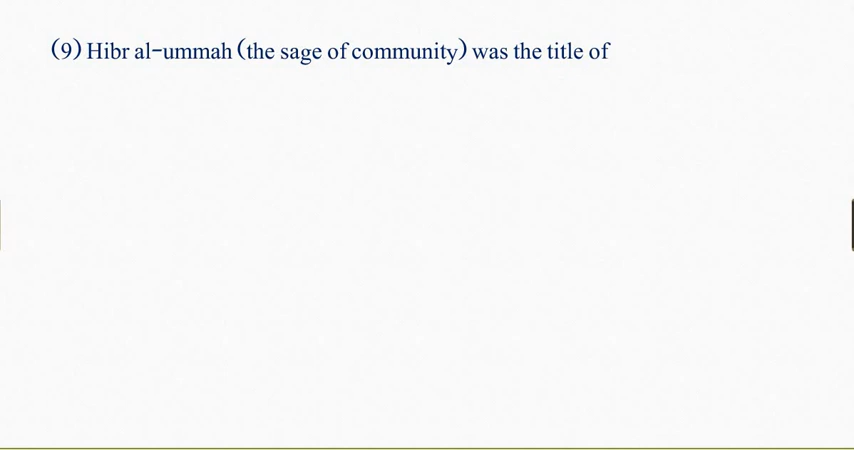 (9) Hibr al-ummah (the sage of community) was the title of